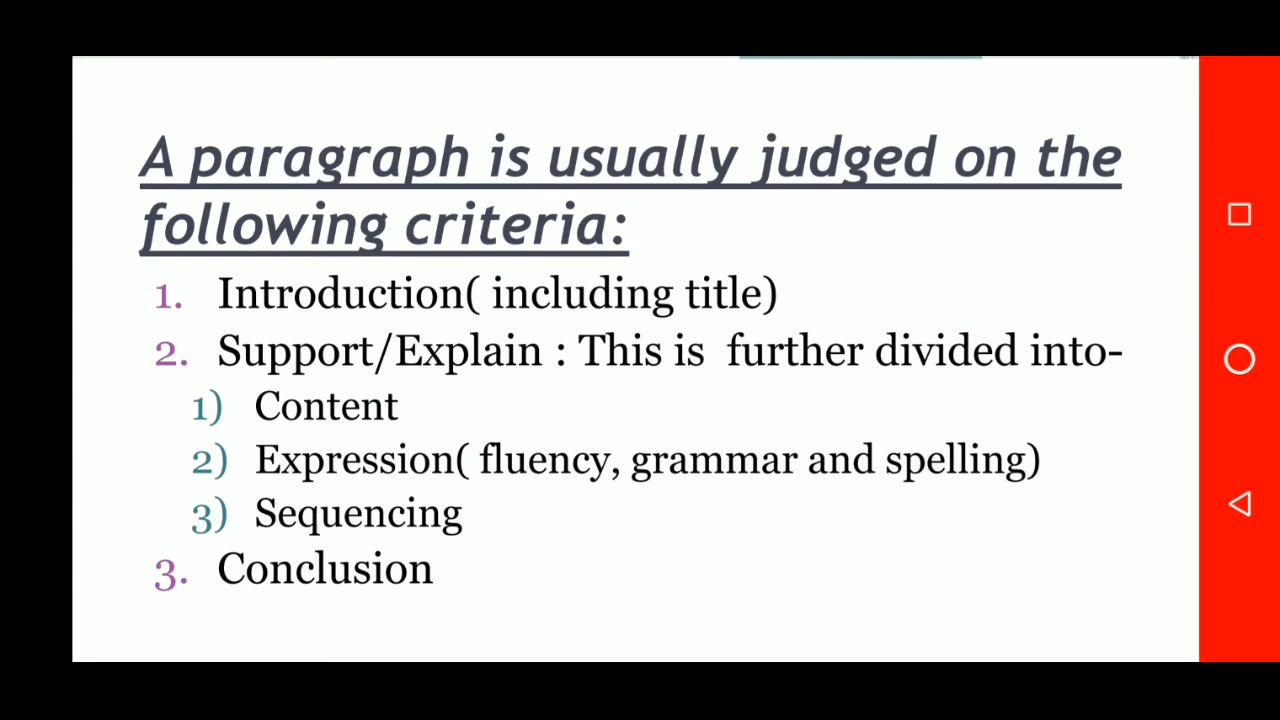 A paragraph is usually judged on the
following criteria:
1. Introduction( including title)
2. Support/Explain : This is  further divided into-
1) Content
2) Expression( fluency, grammar and spelling)
3) Sequencing
3. Conclusion